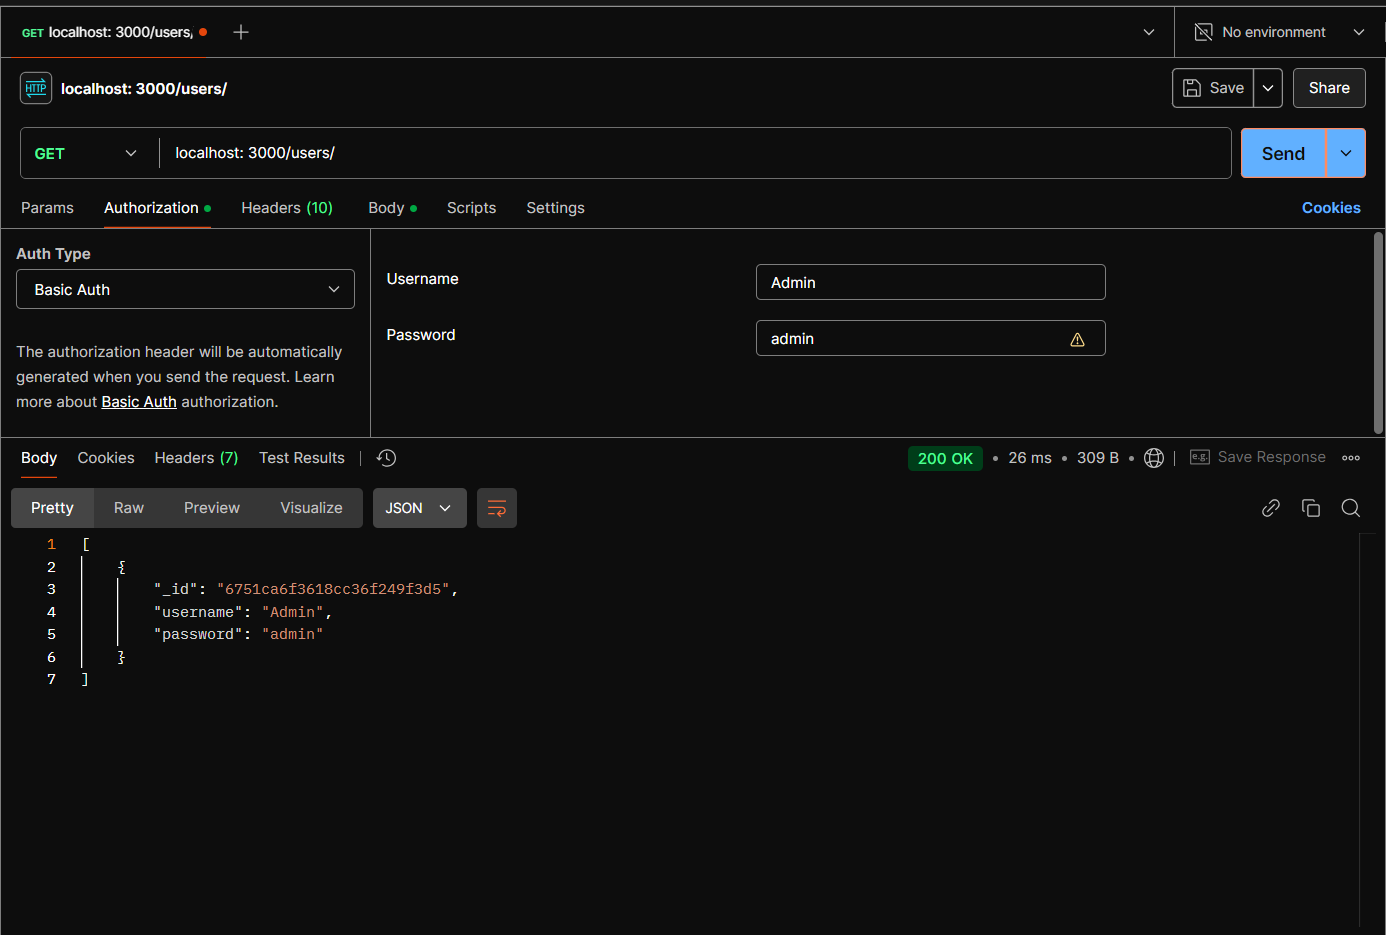 GET localhost: 3000/users,
No environment
HTTP localhost: 3000/users/
Save
Share
GET
localhost: 3000/users/
Send
Params Authorization Headers (10) Body Scripts Settings Cookies
Auth Type
Basic Auth
The authorization header will be automatically
generated when you send the request. Learn
more about Basic Auth authorization.
Username
Admin
Password
admin
Body Cookies Headers (7) Test Results
200 OK • 26 ms • 309 B •
e.g. Save Response
Pretty Raw Preview Visualize JSON
1 [
2 {
3 "_id": "6751ca6f3618cc36f249f3d5",
4 "username": "Admin",
5 "password": "admin"
6 }
7 ]